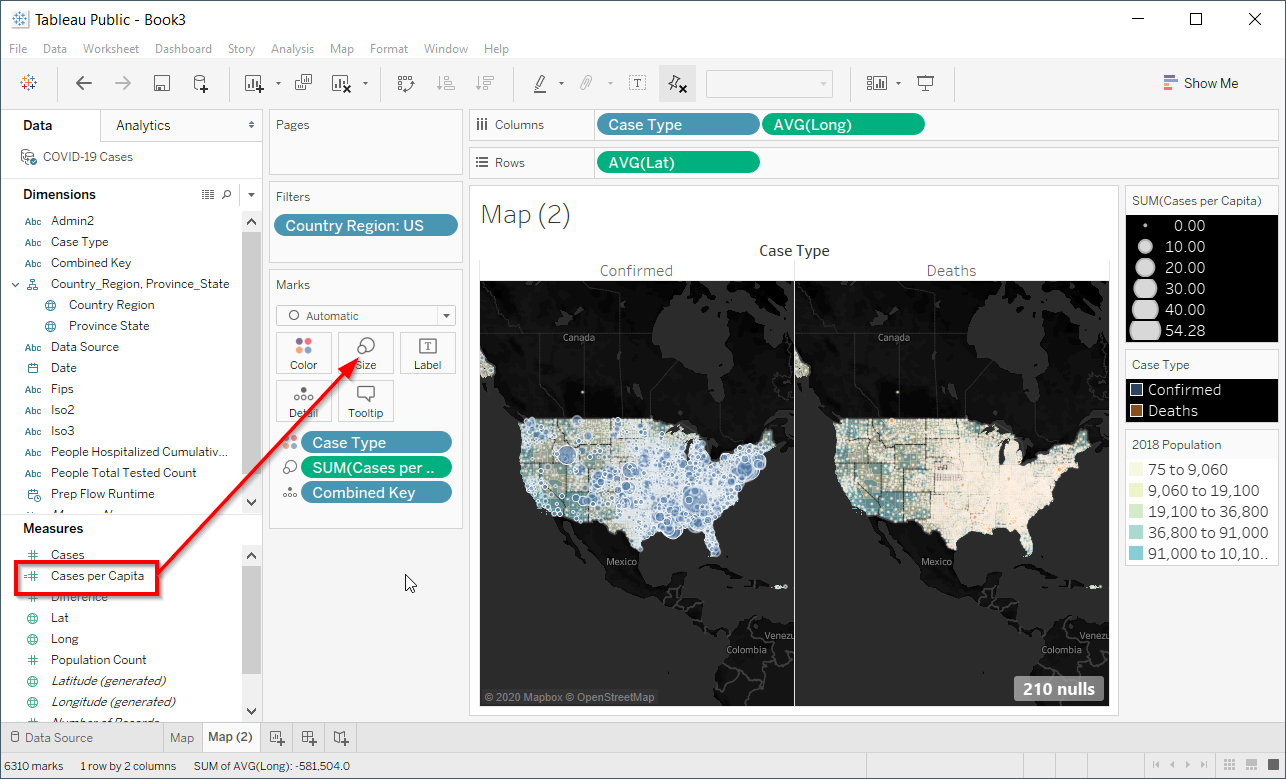 Tableau Public - Book3
File Data Worksheet Dashboard Story Analysis Map Format Window Help
Show Me
Data Analytics
COVID-19 Cases
Dimensions
Abc Admin2
Abc Case Type
Abc Combined Key
Country_Region, Province_State
Country Region
Province State
Abc Data Source
Date
Abc Fips
Abc Iso2
Abc Iso3
Abc People Hospitalized Cumulativ...
Abc People Total Tested Count
Prep Flow Runtime
Measures
Cases
Cases per Capita
Difference
Lat
Long
Population Count
Latitude (generated)
Longitude (generated)
Number of Records
Pages
Filters
Country Region: US
Marks
Automatic
Color Size Label
Detail Tooltip
Case Type
SUM(Cases per ..
Combined Key
Columns Case Type AVG(Long)
Rows AVG(Lat)
Map (2)
Case Type
Confirmed Deaths
Canada Canada
Mexico Mexico
Venezu Venezu
Colombia Colombia
© 2020 Mapbox © OpenStreetMap
210 nulls
SUM(Cases per Capita)
0.00
10.00
20.00
30.00
40.00
54.28
Case Type
Confirmed
Deaths
2018 Population
75 to 9,060
9,060 to 19,100
19,100 to 36,800
36,800 to 91,000
91,000 to 10,10..
Data Source Map Map (2)
6310 marks 1 row by 2 columns SUM of AVG(Long): -581,504.0